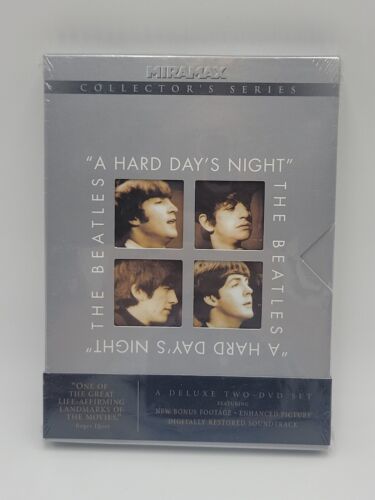 MIRAMAX
COLLECTOR'S SERIES
"A HARD DAY'S NIGHT"
THE BEATLES
THE BEATLES
"A HARD DAY'S NIGHT"
"ONE OF
THE GREAT
LIFE-AFFIRMING
LANDMARKS OF
THE MOVIES."
Roger Ebert
A DELUXE TWO-DVD SET
FEATURING
NEW BONUS FOOTAGE • ENHANCED PICTURE
DIGITALLY RESTORED SOUNDTRACK